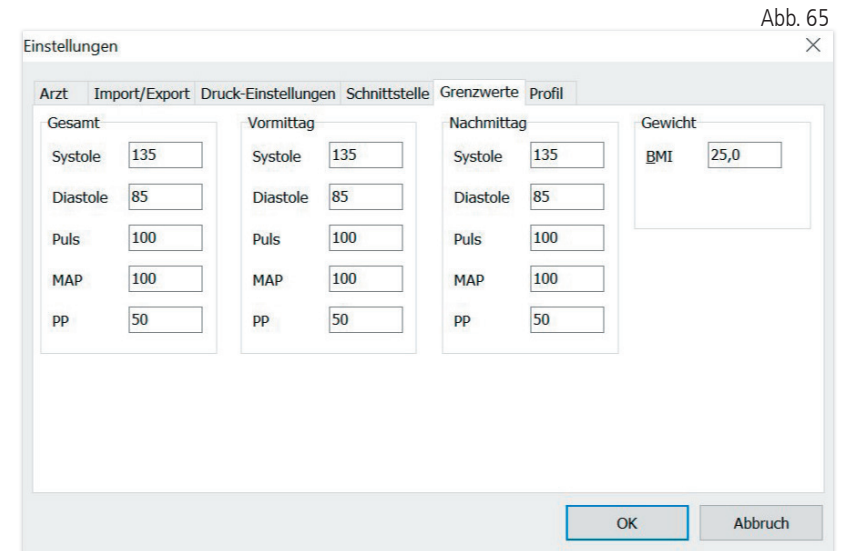 Abb. 65
Einstellungen
Arzt Import/Export Druck-Einstellungen Schnittstelle Grenzwerte Profil
Gesamt Vormittag Nachmittag Gewicht
Systole 135 Systole 135 Systole 135 BMI 25,0
Diastole 85 Diastole 85 Diastole 85
Puls 100 Puls 100 Puls 100
MAP 100 MAP 100 MAP 100
PP 50 PP 50 PP 50
OK Abbruch